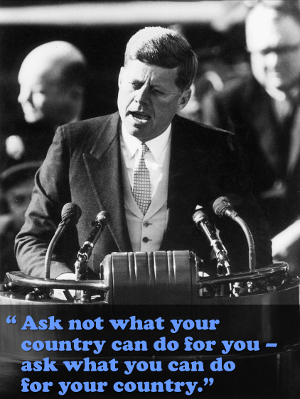 “ Ask not what your
country can do for you –
ask what you can do
for your country.”